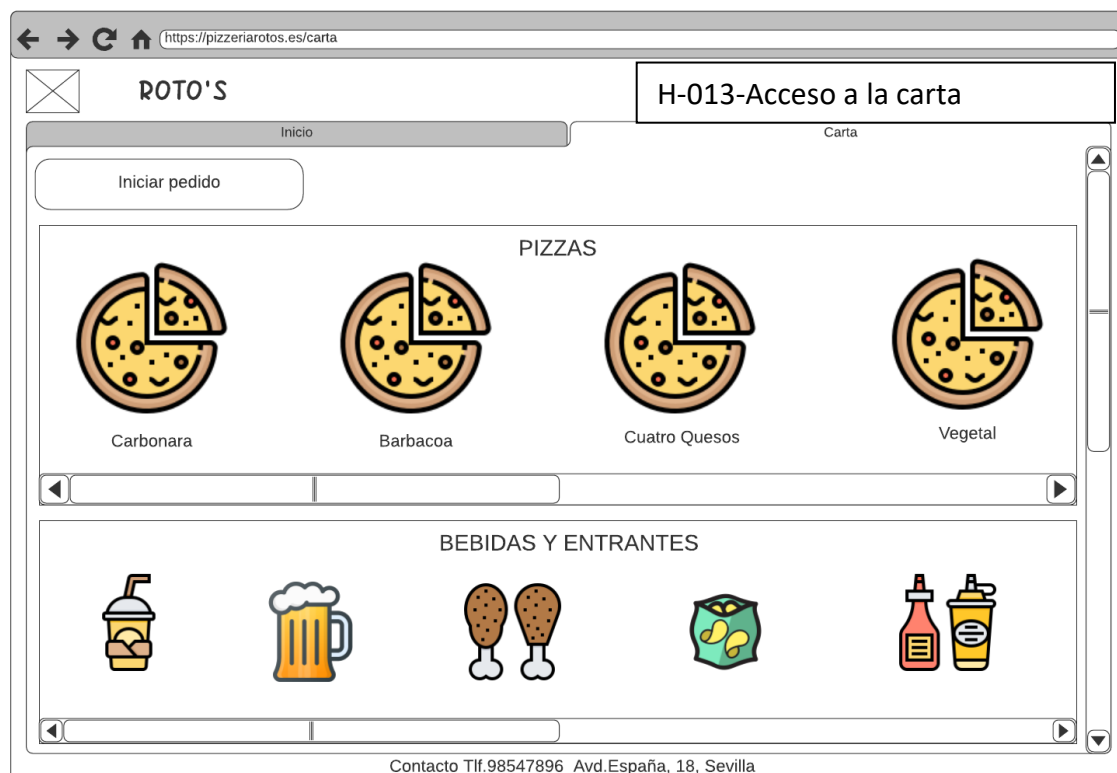 https://pizzeriarotos.es/carta
ROTO'S
H-013-Acceso a la carta
Inicio
Carta
Iniciar pedido
PIZZAS
Carbonara
Barbacoa
Cuatro Quesos
Vegetal
BEBIDAS Y ENTRANTES
Contacto Tlf.98547896 Avd.España, 18, Sevilla